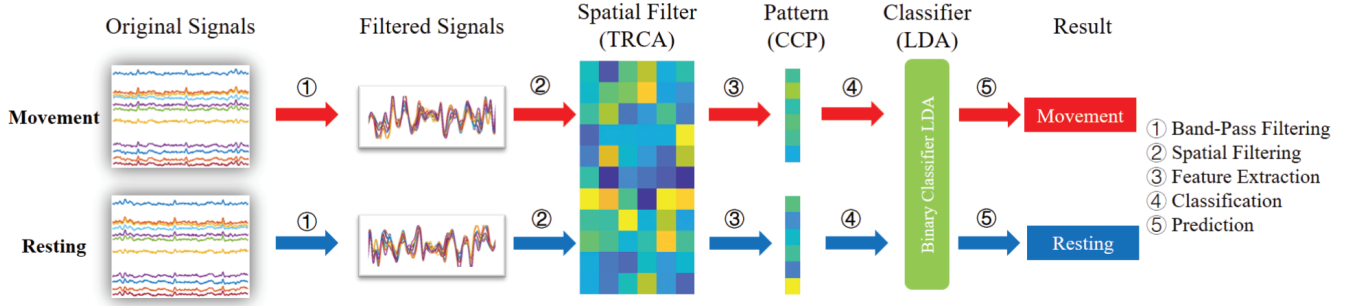 Original Signals
Filtered Signals
Spatial Filter
(TRCA)
Pattern
(CCP)
Classifier
(LDA)
Result
Movement
①
②
③
④
⑤
Movement
Resting
①
②
③
④
⑤
Resting
Binary Classifier LDA
① Band-Pass Filtering
② Spatial Filtering
③ Feature Extraction
④ Classification
⑤ Prediction